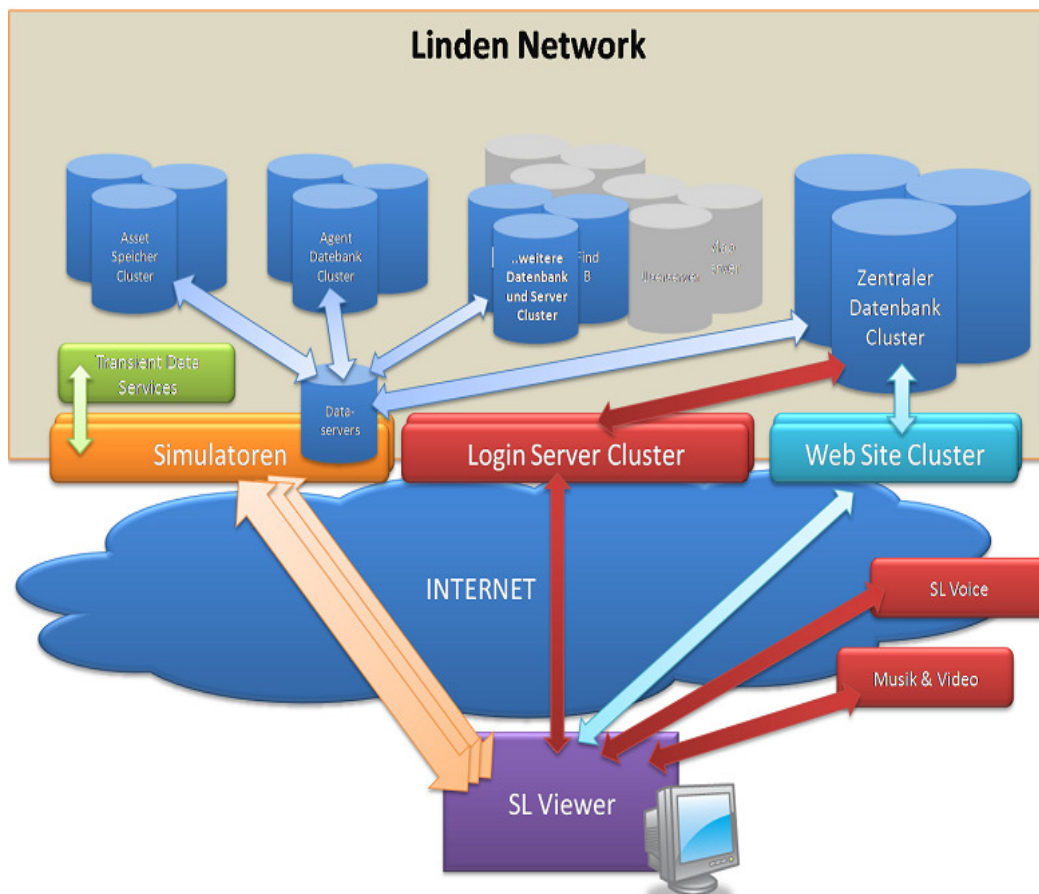 Linden Network
Asset
Speicher
Cluster
Agent
Datebank
Cluster
..weitere
Datenbank
und Server
Cluster
Find
B
Zentraler
Datenbank
Cluster
Transient Data
Services
Data-
servers
Simulatoren
Login Server Cluster
Web Site Cluster
INTERNET
SL Voice
Musik & Video
SL Viewer